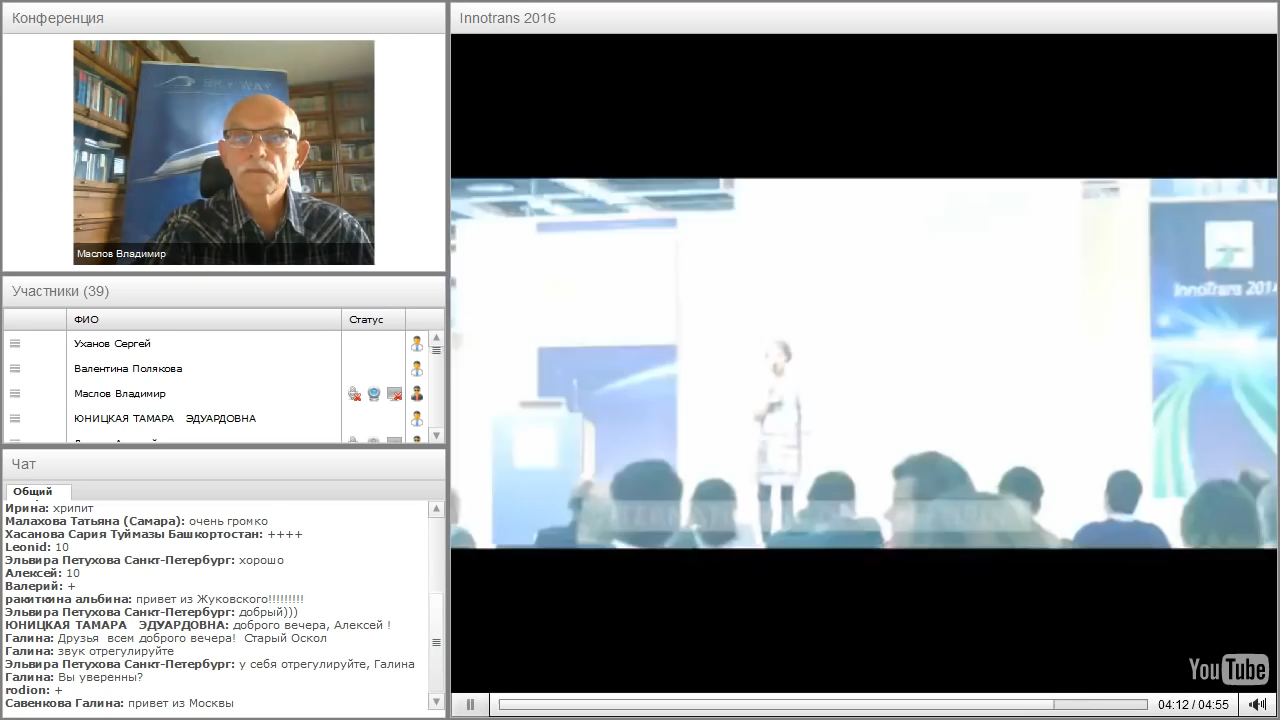 Конференция
SKY WAY
Маслов Владимир
Участники (39)
ФИО
Статус
Уханов Сергей
Валентина Полякова
Маслов Владимир
ЮНИЦКАЯ ТАМАРА ЭДУАРДОВНА
Чат
Общий
Ирина: хрипит
Малахова Татьяна (Самара): очень громко
Хасанова Сария Туймазы Башкортостан: ++++
Leonid: 10
Эльвира Петухова Санкт-Петербург: хорошо
Алексей: 10
Валерий: +
ракиткина альбина: привет из Жуковского!!!!!!!!!
Эльвира Петухова Санкт-Петербург: добрый)))
ЮНИЦКАЯ ТАМАРА ЭДУАРДОВНА: доброго вечера, Алексей !
Галина: Друзья всем доброго вечера! Старый Оскол
Галина: звук отрегулируйте
Эльвира Петухова Санкт-Петербург: у себя отрегулируйте, Галина
Галина: Вы уверенны?
rodion: +
Савенкова Галина: привет из Москвы
Innotrans 2016
InnoTrans 201
YouTube
04:12 / 04:55